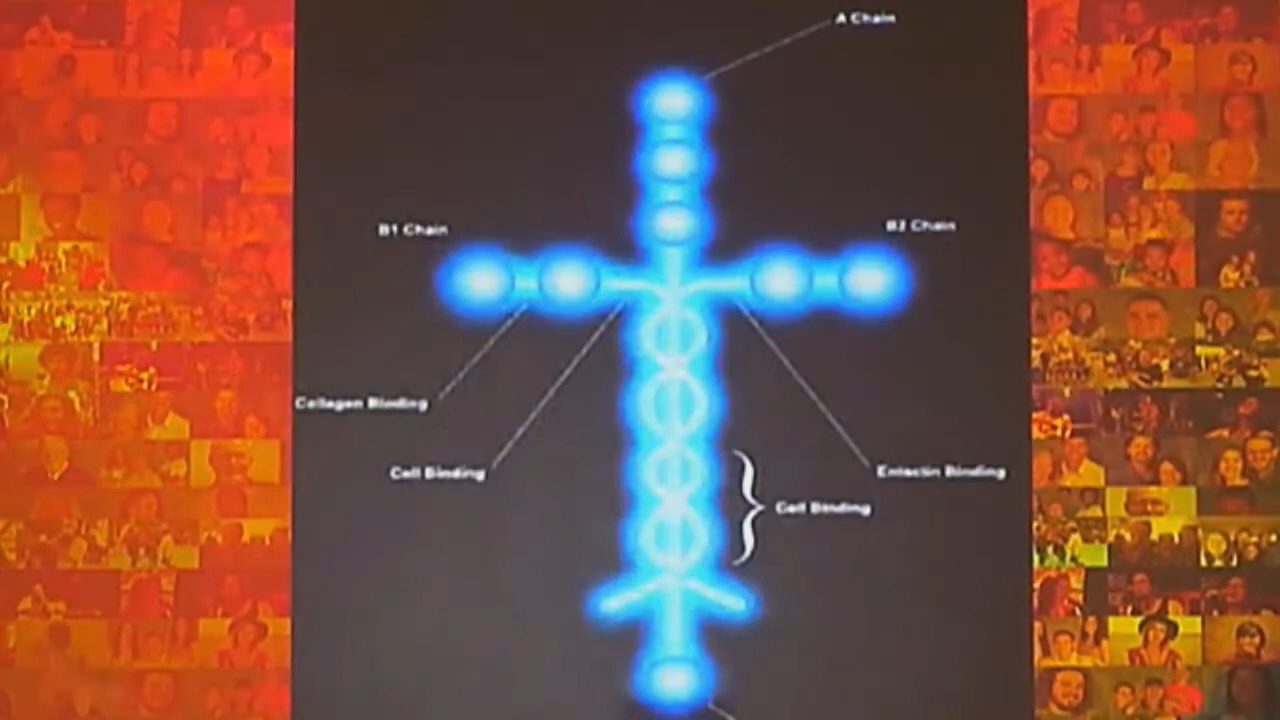 A Chain
B1 Chain
B2 Chain
Collagen Binding
Cell Binding
Entactin Binding
Cell Binding